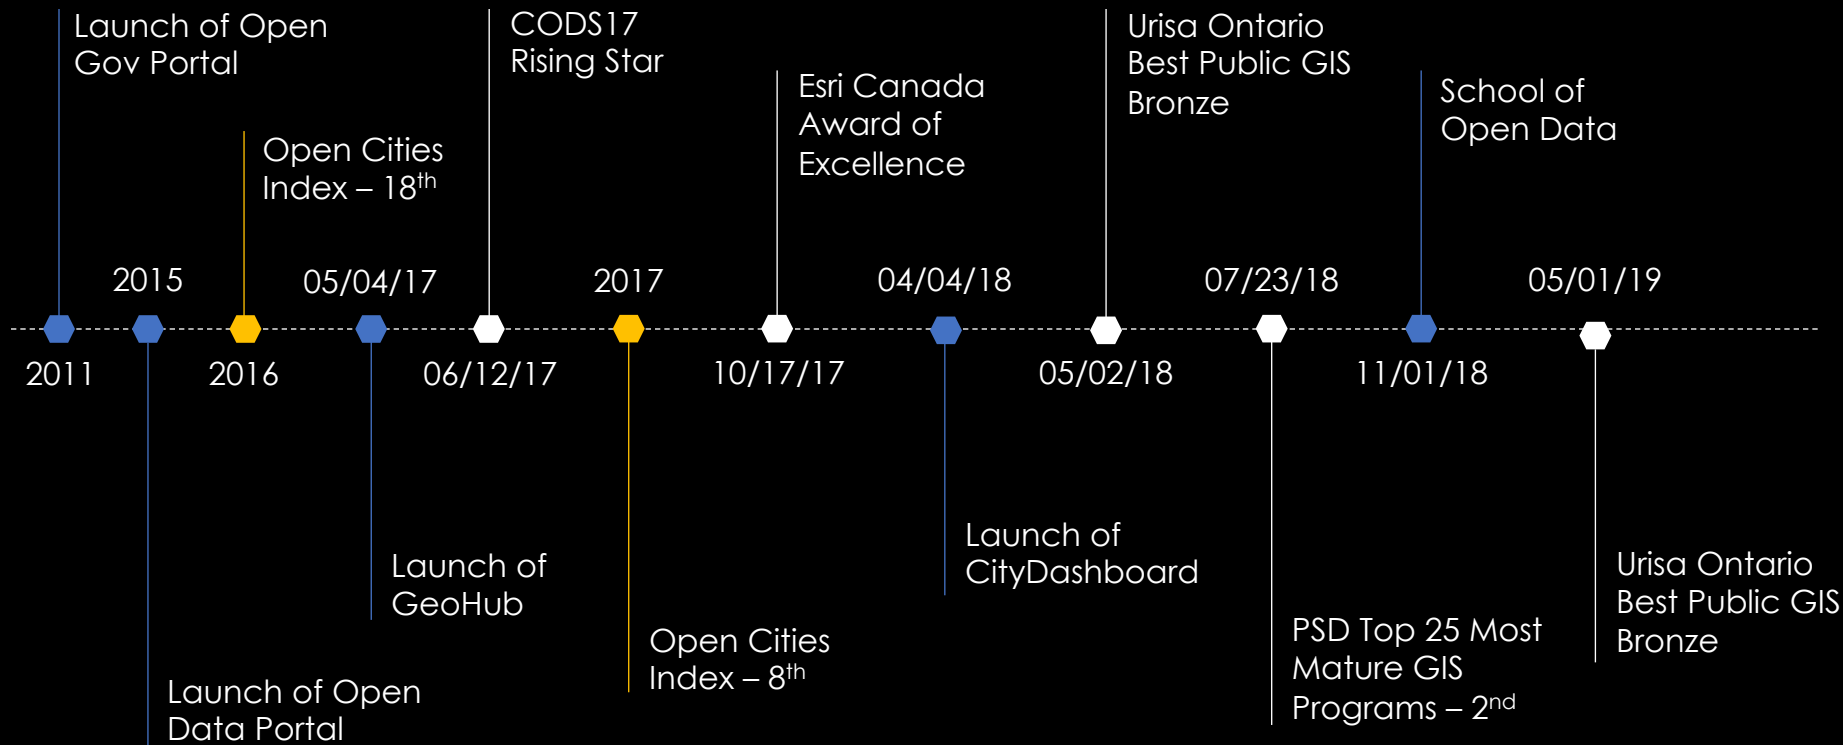 Launch of Open
Gov Portal
2011
2015
Launch of Open
Data Portal
Open Cities
Index – 18th
2016
05/04/17
Launch of
GeoHub
CODS17
Rising Star
06/12/17
2017
Open Cities
Index – 8th
Esri Canada
Award of
Excellence
10/17/17
04/04/18
Launch of
CityDashboard
Urisa Ontario
Best Public GIS
Bronze
05/02/18
07/23/18
PSD Top 25 Most
Mature GIS
Programs – 2nd
School of
Open Data
11/01/18
05/01/19
Urisa Ontario
Best Public GIS
Bronze